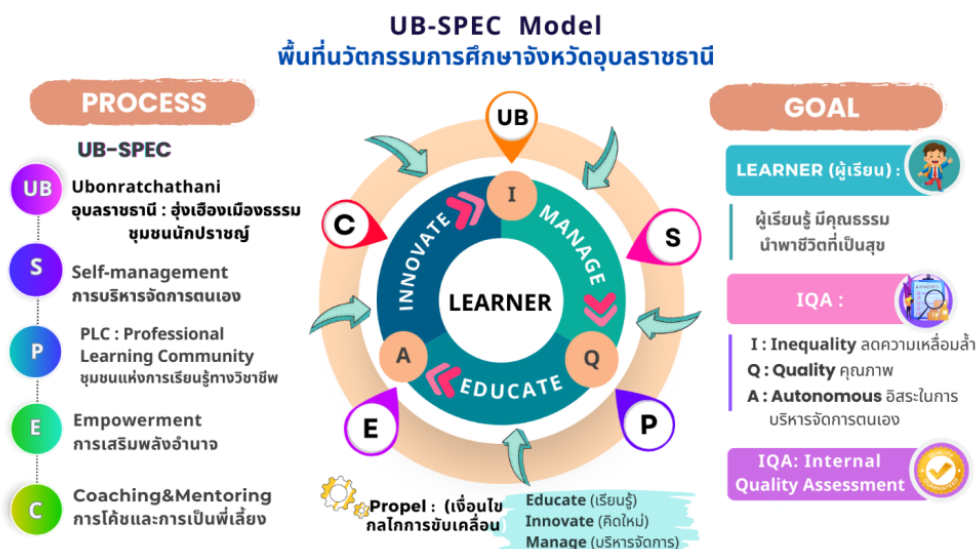 UB-SPEC Model
พื้นที่นวัตกรรมการศึกษาจังหวัดอุบลราชธานี
PROCESS
UB-SPEC
UB
Ubonratchathani
อุบลราชธานี : ฮุ่งเฮืองเมืองธรรม
ชุมชนนักปราชญ์
S
Self-management
การบริหารจัดการตนเอง
P
PLC : Professional
Learning Community
ชุมชนแห่งการเรียนรู้ทางวิชาชีพ
E
Empowerment
การเสริมพลังอำนาจ
C
Coaching&Mentoring
การโค้ชและการเป็นพี่เลี้ยง
UB
C
S
E
P
I
Q
A
INNOVATE
MANAGE
EDUCATE
LEARNER
Propel : (เงื่อนไข
กลไกการขับเคลื่อน
Educate (เรียนรู้)
Innovate (คิดใหม่)
Manage (บริหารจัดการ)
GOAL
LEARNER (ผู้เรียน) :
ผู้เรียนรู้ มีคุณธรรม
นำพาชีวิตที่เป็นสุข
IQA :
I : Inequality ลดความเหลื่อมล้ำ
Q : Quality คุณภาพ
A : Autonomous อิสระในการ
บริหารจัดการตนเอง
IQA: Internal
Quality Assessment